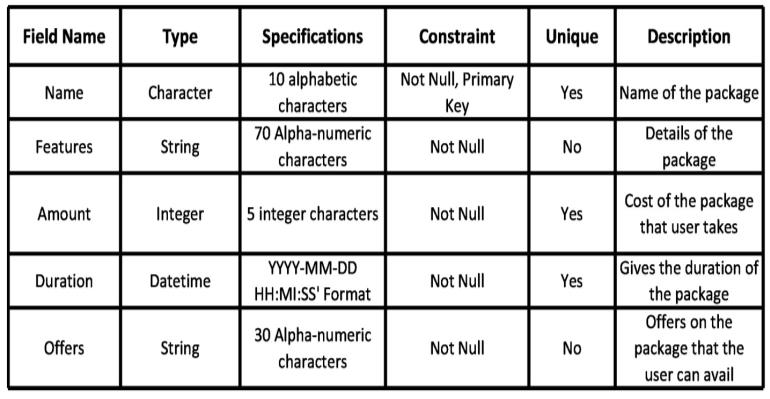 Field Name Type Specifications Constraint Unique Description
Name Character 10 alphabetic characters Not Null, Primary Key Yes Name of the package
Features String 70 Alpha-numeric characters Not Null No Details of the package
Amount Integer 5 integer characters Not Null Yes Cost of the package that user takes
Duration Datetime YYYY-MM-DD HH:MI:SS' Format Not Null Yes Gives the duration of the package
Offers String 30 Alpha-numeric characters Not Null No Offers on the package that the user can avail